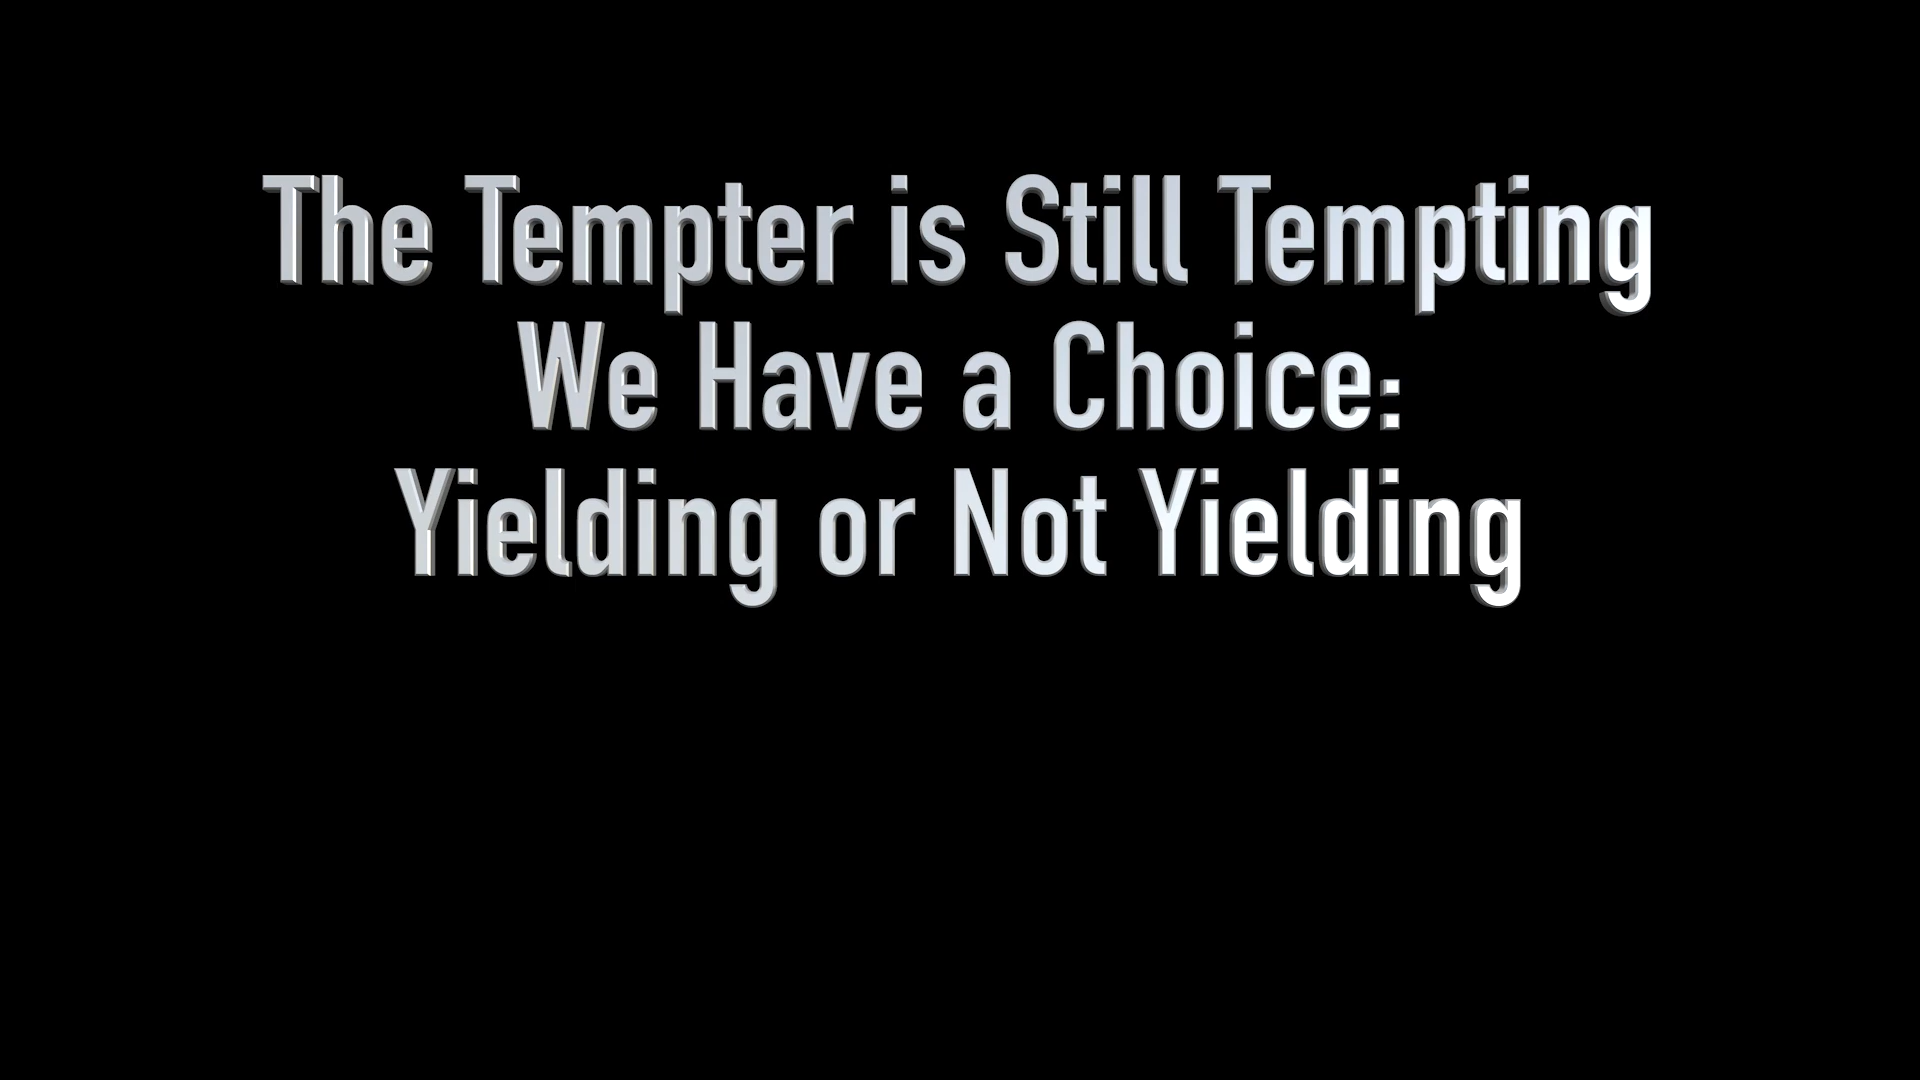 The Tempter is Still Tempting
We Have a Choice:
Yielding or Not Yielding